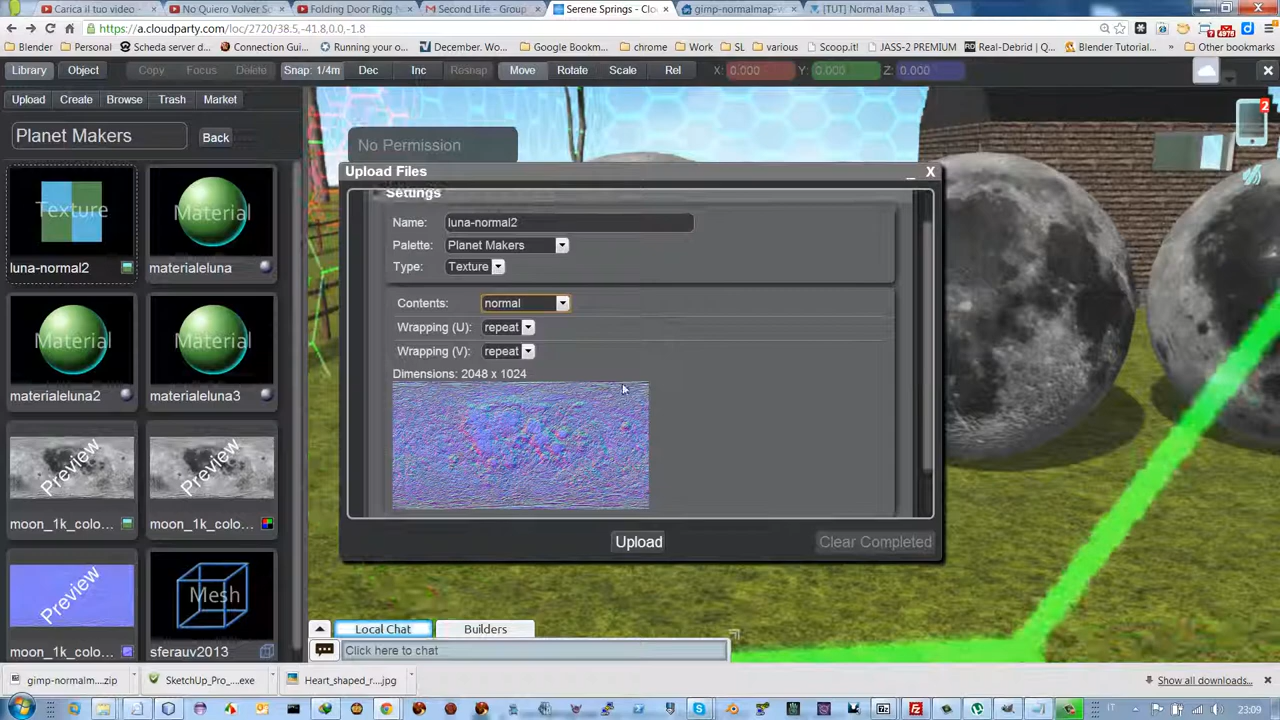 Carica il tuo video -
No Quiero Volver S
Folding Door Rigg N
Second Life - Group
Serene Springs - Clo
gimp-normalmap-w
[TUT] Normal Map P
https://a.cloudparty.com/loc/2720/38.5,-41.8,0.0,-1.8
Blender
Personal
Scheda server d...
Connection Gui...
Running your o...
December. Wo...
Google Bookm...
chrome
Work
SL
various
Scoop.it!
JASS-2 PREMIUM
Real-Debrid | Q...
Blender Tutorial...
Other bookmarks
Library
Object
Copy
Focus
Delete
Snap: 1/4m
Dec
Inc
Resnap
Move
Rotate
Scale
Rel
X: 0.000
Y: 0.000
Z: 0.000
Upload
Create
Browse
Trash
Market
2
Planet Makers
Back
No Permission
Upload Files
_ X
Settings
Texture
Material
Name: luna-normal2
Palette: Planet Makers
luna-normal2
materialeluna
Type: Texture
Contents: normal
Wrapping (U): repeat
Material
Material
Wrapping (V): repeat
Dimensions: 2048 x 1024
materialeluna2
materialeluna3
Preview
Preview
moon_1k_colo...
moon_1k_colo...
Upload
Clear Completed
Preview
Mesh
Local Chat
Builders
moon_1k_colo...
sferauv2013
Click here to chat
gimp-normalm....zip
SketchUp_Pro_....exe
Heart_shaped_r....jpg
Show all downloads...
IT
23:09